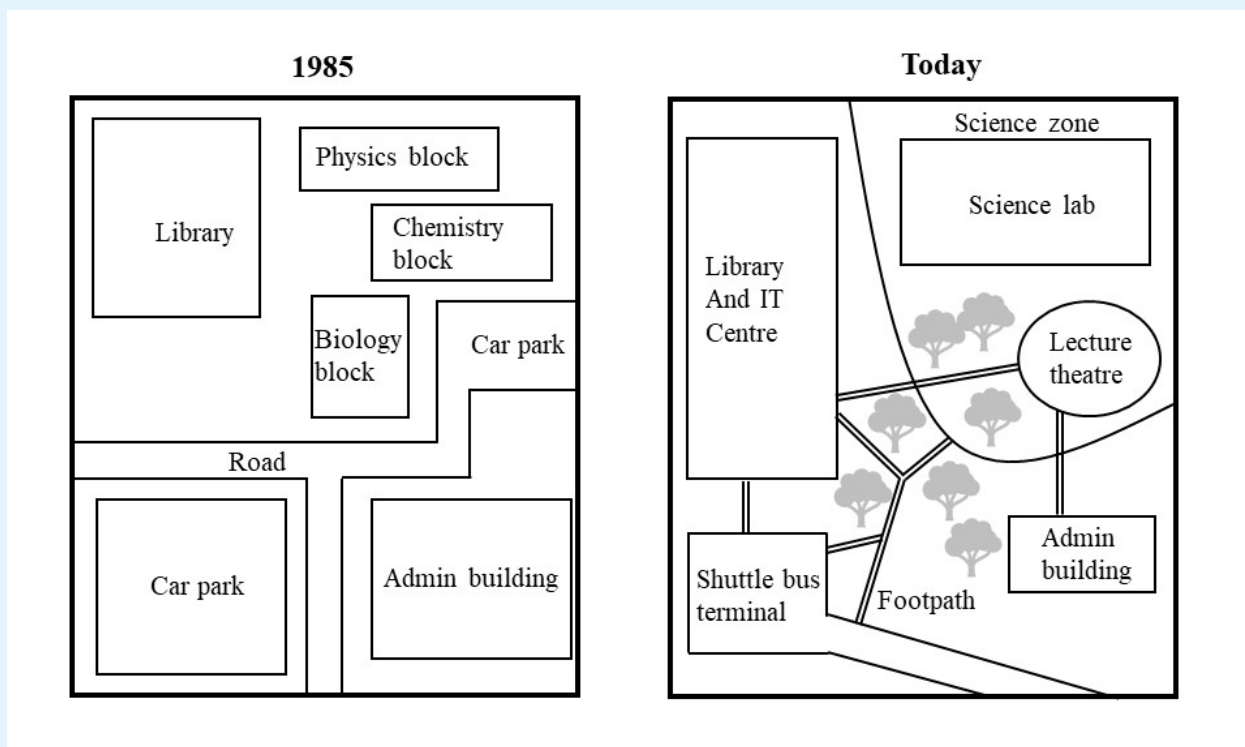 1985
Physics block
Library
Chemistry
block
Biology
block
Car park
Road
Car park
Admin building
Today
Science zone
Science lab
Library
And IT
Centre
Lecture
theatre
Admin
building
Shuttle bus
terminal
Footpath